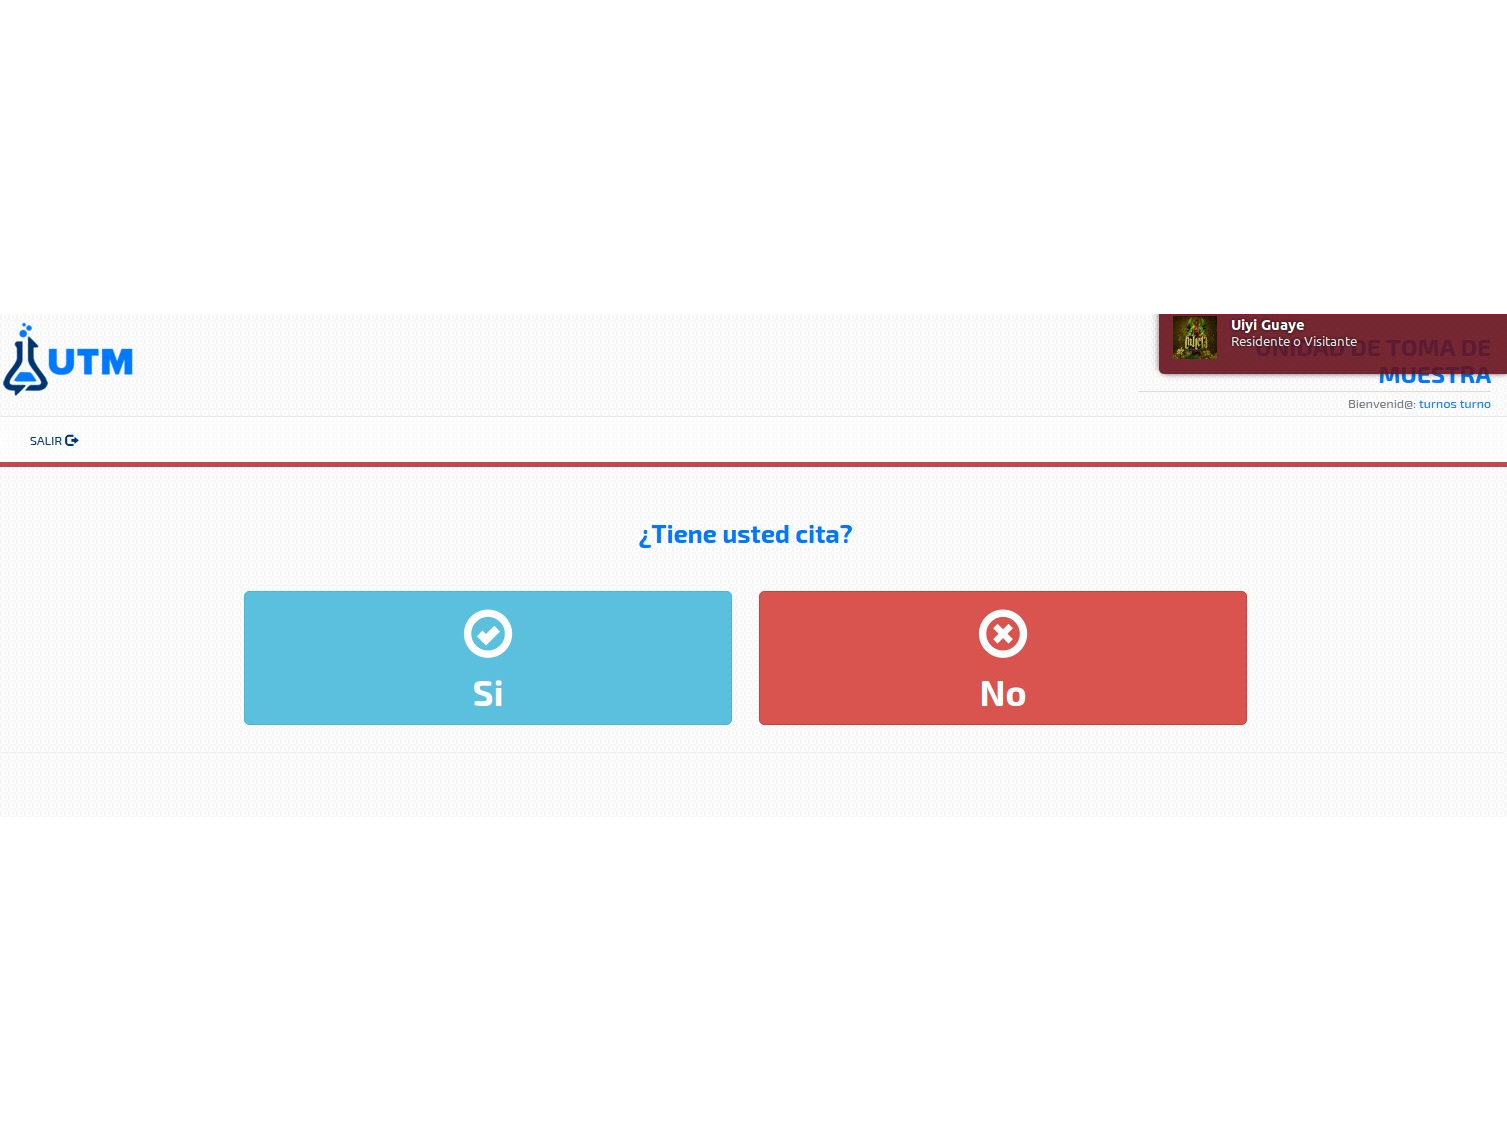 UTM
Uiyi Guaye
Residente o Visitante
UNIDAD DE TOMA DE
MUESTRA
Bienvenid@: turnos turno
SALIR
¿Tiene usted cita?
Si
No